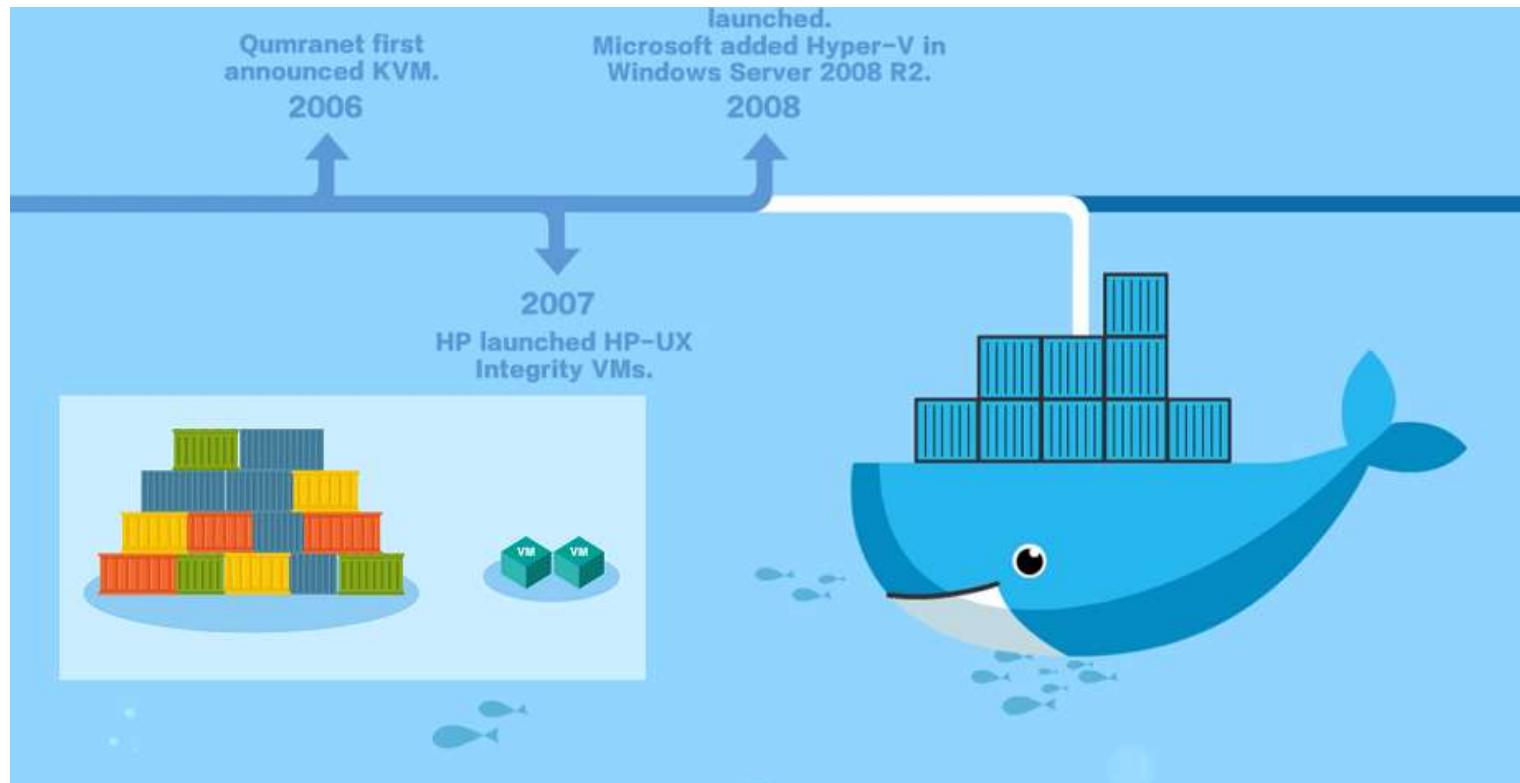 Qumranet first
announced KVM.
2006
launched.
Microsoft added Hyper-V in
Windows Server 2008 R2.
2008
2007
HP launched HP-UX
Integrity VMs.
VM
VM